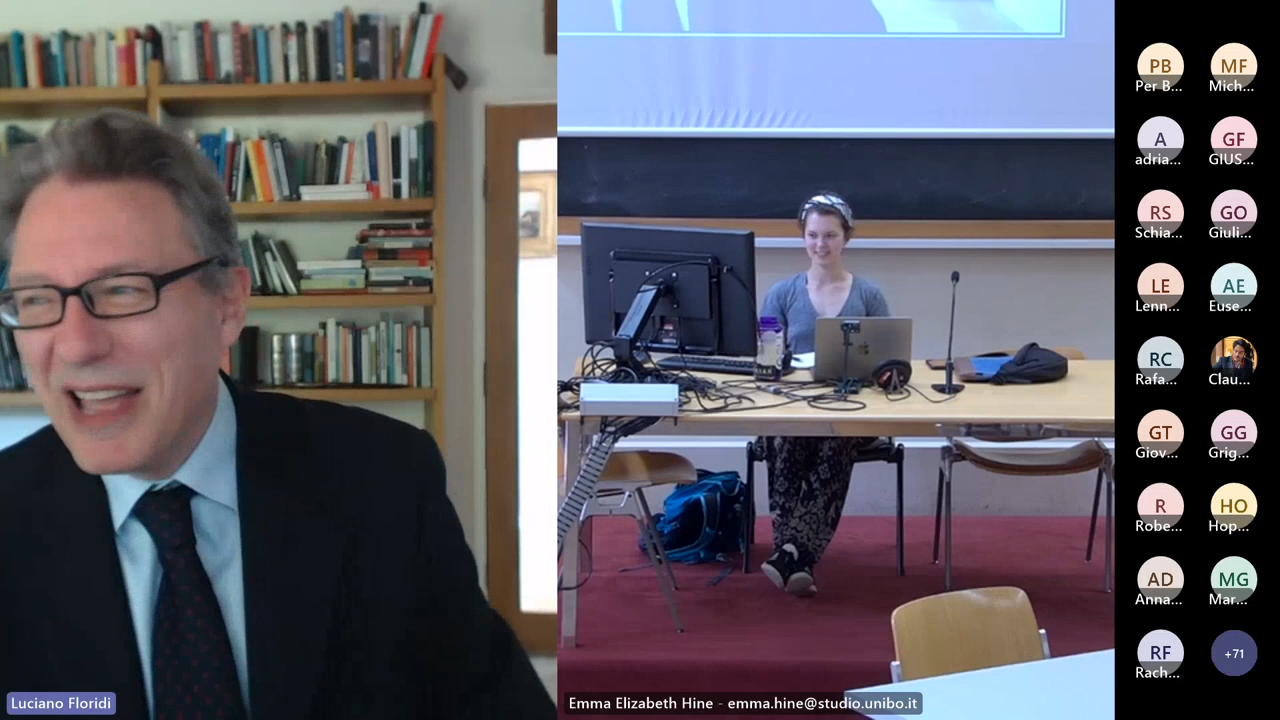 Luciano Floridi
Emma Elizabeth Hine - emma.hine@studio.unibo.it
PB
Per B...
MF
Mich...
A
adria...
GF
GIUS...
RS
Schia...
GO
Giuli...
LE
Lenn...
AE
Euse...
RC
Rafa...
Clau...
GT
Giov...
GG
Grig...
R
Robe...
HO
Hop...
AD
Anna...
MG
Mar...
RF
Rach...
+71